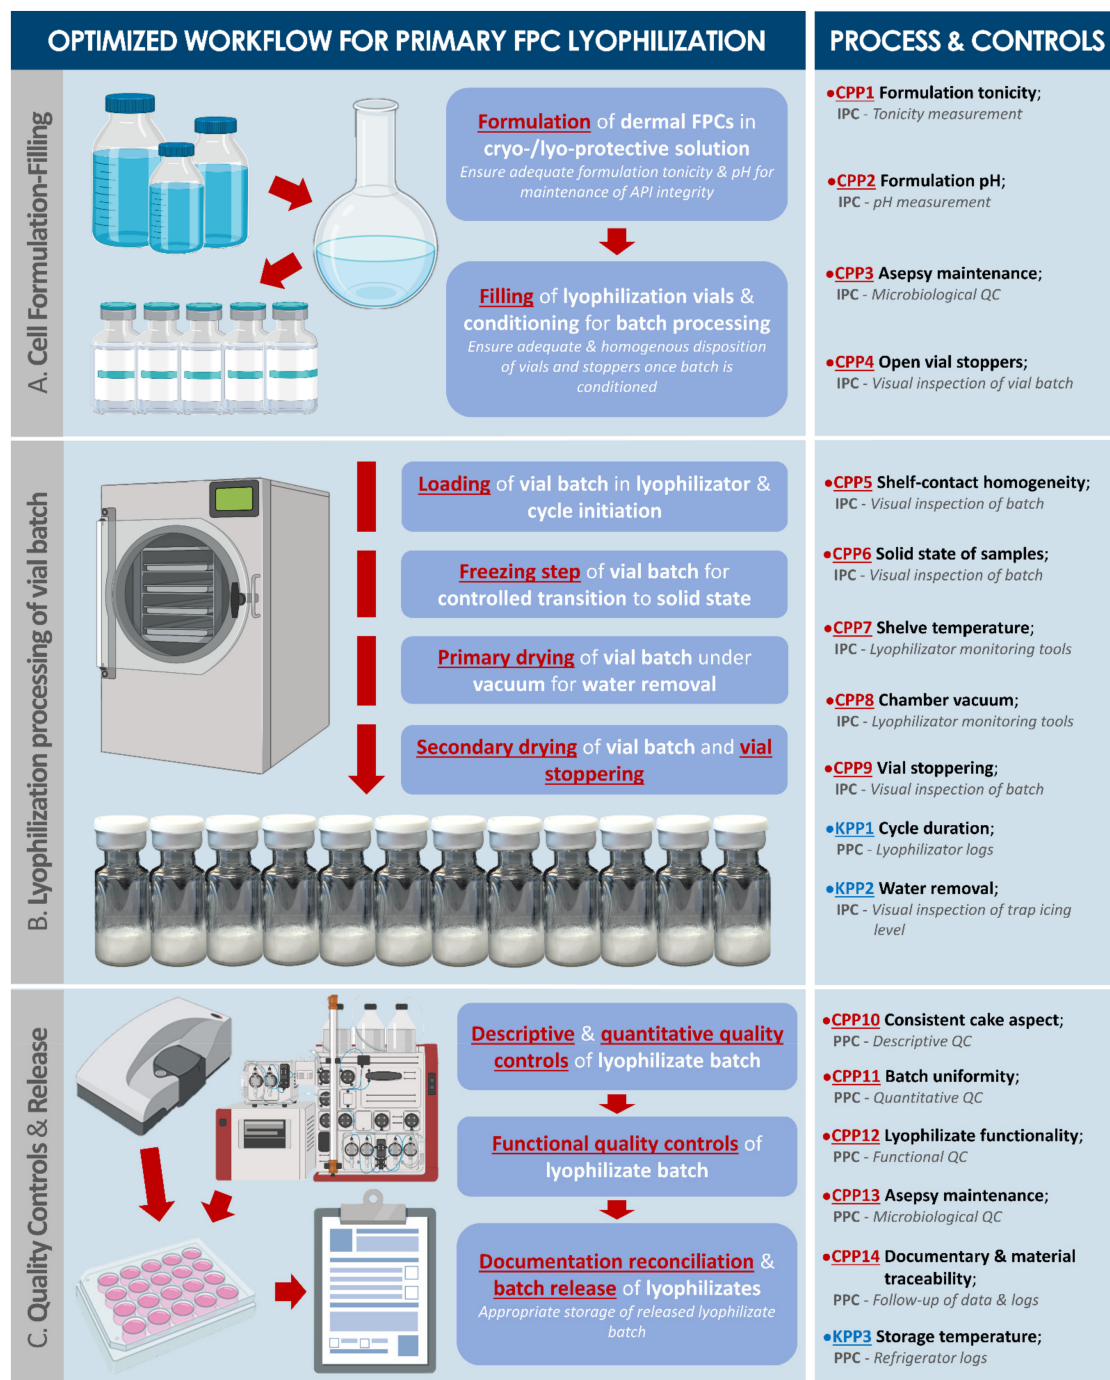 OPTIMIZED WORKFLOW FOR PRIMARY FPC LYOPHILIZATION
PROCESS & CONTROLS
A. Cell Formulation-Filling
Formulation of dermal FPCs in
cryo-/lyo-protective solution
Ensure adequate formulation tonicity & pH for
maintenance of API integrity
Filling of lyophilization vials &
conditioning for batch processing
Ensure adequate & homogenous disposition
of vials and stoppers once batch is
conditioned
•CPP1 Formulation tonicity;
IPC - Tonicity measurement
•CPP2 Formulation pH;
IPC - pH measurement
•CPP3 Asepsy maintenance;
IPC - Microbiological QC
•CPP4 Open vial stoppers;
IPC - Visual inspection of vial batch
B. Lyophilization processing of vial batch
Loading of vial batch in lyophilizator &
cycle initiation
Freezing step of vial batch for
controlled transition to solid state
Primary drying of vial batch under
vacuum for water removal
Secondary drying of vial batch and vial
stoppering
•CPP5 Shelf-contact homogeneity;
IPC - Visual inspection of batch
•CPP6 Solid state of samples;
IPC - Visual inspection of batch
•CPP7 Shelve temperature;
IPC - Lyophilizator monitoring tools
•CPP8 Chamber vacuum;
IPC - Lyophilizator monitoring tools
•CPP9 Vial stoppering;
IPC - Visual inspection of batch
•KPP1 Cycle duration;
PPC - Lyophilizator logs
•KPP2 Water removal;
IPC - Visual inspection of trap icing
level
C. Quality Controls & Release
Descriptive & quantitative quality
controls of lyophilizate batch
Functional quality controls of
lyophilizate batch
Documentation reconciliation &
batch release of lyophilizates
Appropriate storage of released lyophilizate
batch
•CPP10 Consistent cake aspect;
PPC - Descriptive QC
•CPP11 Batch uniformity;
PPC - Quantitative QC
•CPP12 Lyophilizate functionality;
PPC - Functional QC
•CPP13 Asepsy maintenance;
PPC - Microbiological QC
•CPP14 Documentary & material
traceability;
PPC - Follow-up of data & logs
•KPP3 Storage temperature;
PPC - Refrigerator logs